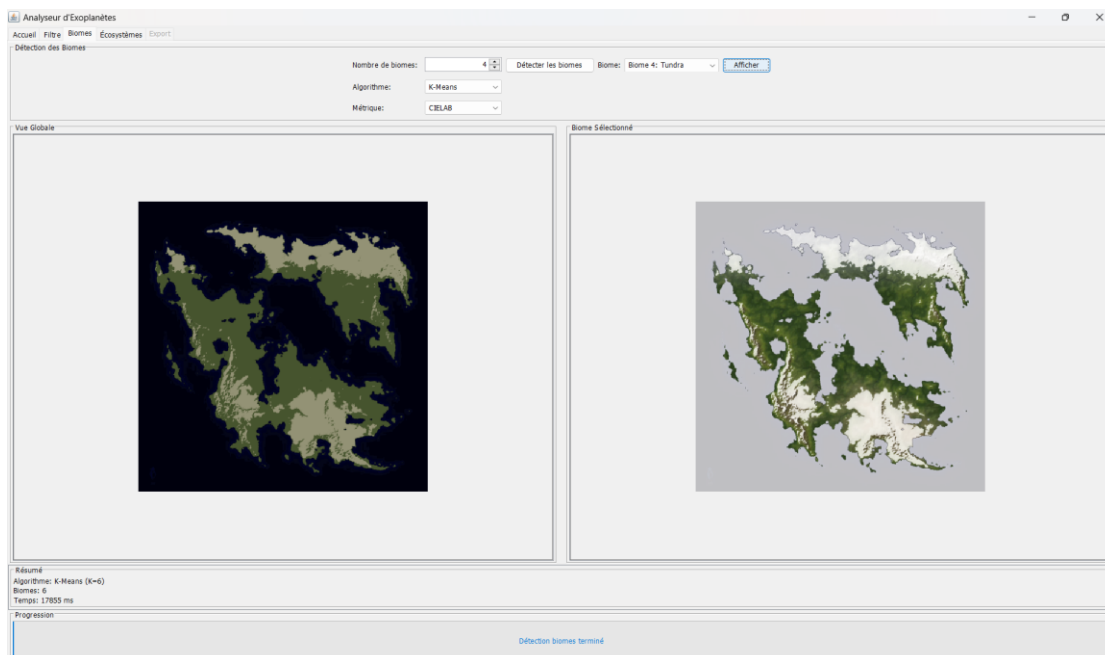 Analyseur d'Exoplanètes
Accueil Filtre Biomes Écosystèmes Export
Détection des Biomes
Nombre de biomes: 4 Détecter les biomes Biome: Biome 4: Tundra Afficher
Algorithme: K-Means
Métrique: CIELAB
Vue Globale Biome Sélectionné
Résumé
Algorithme: K-Means (K=6)
Biomes: 6
Temps: 17855 ms
Progression
Détection biomes terminé